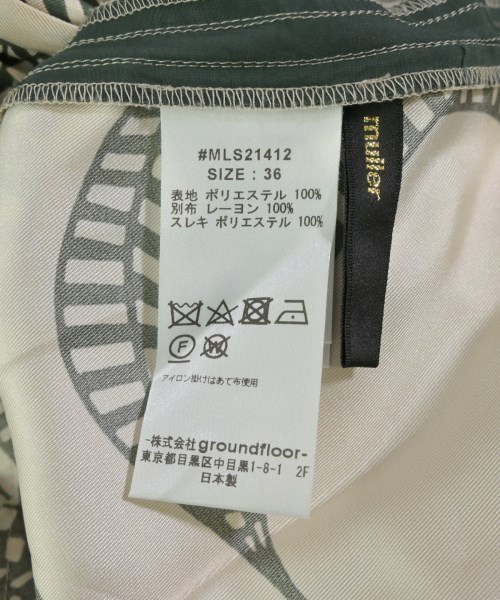 #MLS21412
SIZE : 36
表地 ポリエステル 100%
別布 レーヨン 100%
スレキ ポリエステル 100%
F
W
アイロン掛けはあて布使用
-株式会社groundfloor-
東京都目黒区中目黒1-8-1 2F
日本製
muller